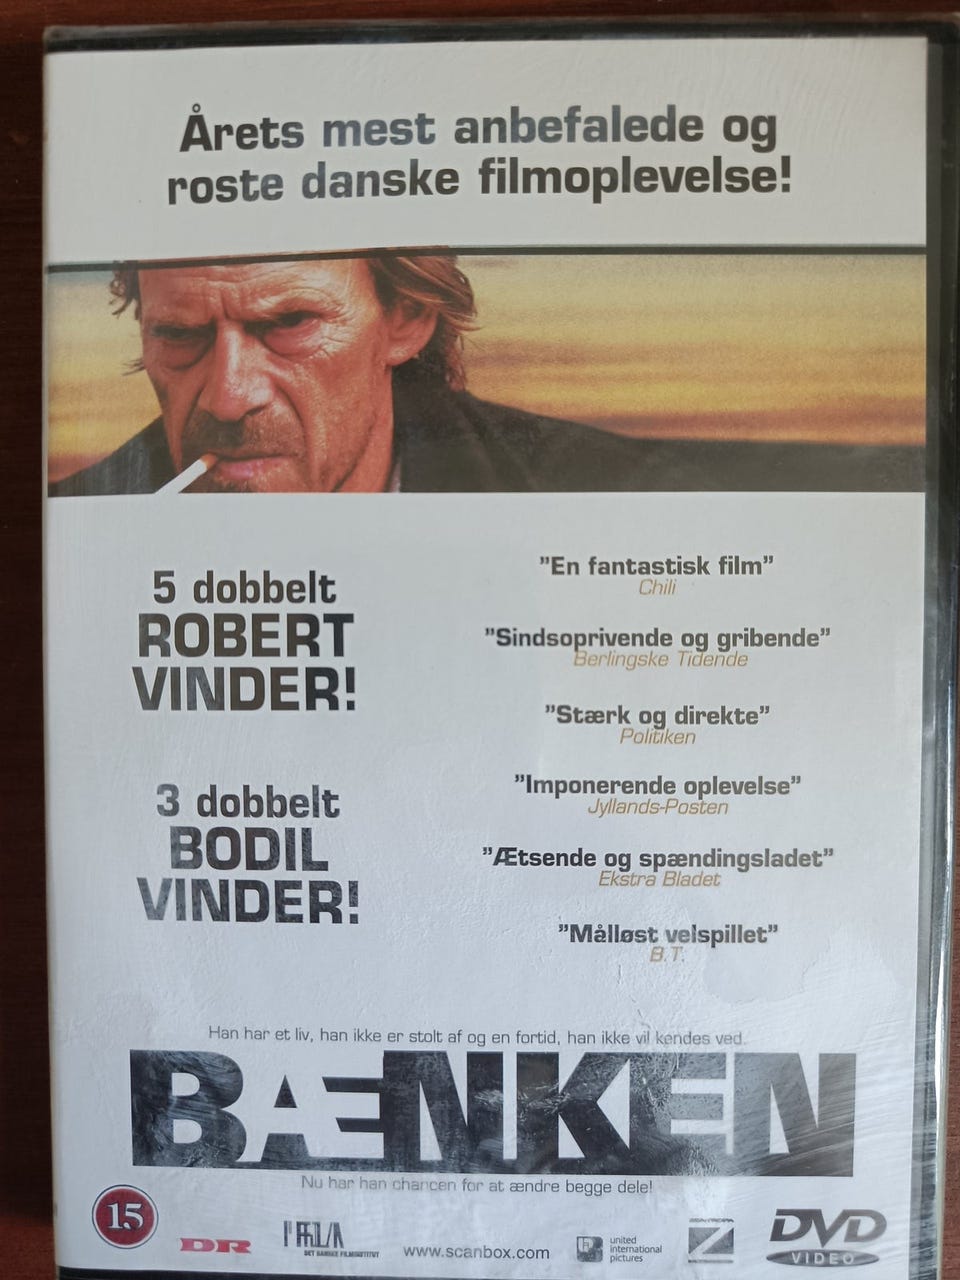 Årets mest anbefalede og
roste danske filmoplevelse!
5 dobbelt
ROBERT
VINDER!
3 dobbelt
BODIL
VINDER!
"En fantastisk film"
Chili
"Sindsoprivende og gribende"
Berlingske Tidende
"Stærk og direkte"
Politiken
"Imponerende oplevelse"
Jyllands-Posten
"Ætsende og spændingsladet"
Ekstra Bladet
"Målløst velspillet"
B.T.
Han har et liv, han ikke er stolt af og en fortid, han ikke vil kendes ved.
BÆNKEN
Nu har han chancen for at ændre begge dele!
15
DR
DET DANSKE FILMINSTITUT
www.scanbox.com
united
international
pictures
ZENTROPA
Z
DVD
VIDEO